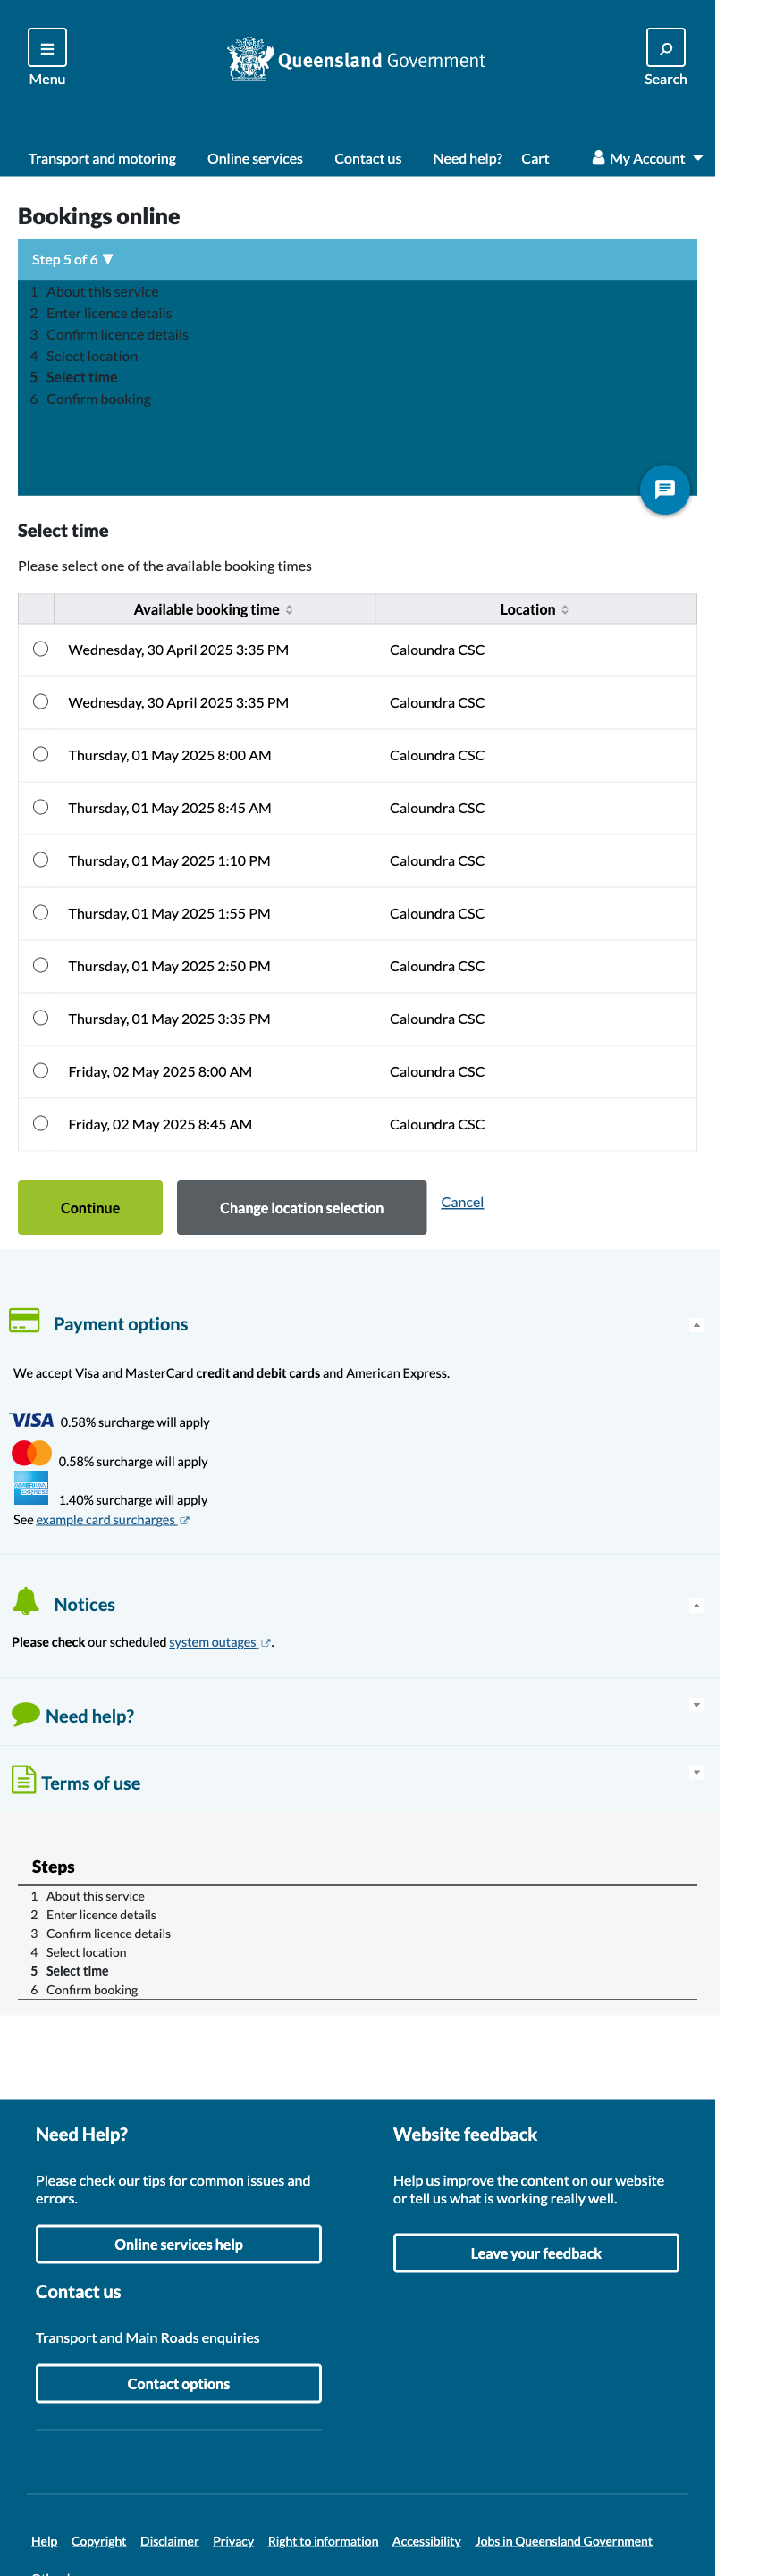 Queensland Government
Menu
Search
Transport and motoring Online services Contact us Need help? Cart My Account
Bookings online
Step 5 of 6
1 About this service
2 Enter licence details
3 Confirm licence details
4 Select location
5 Select time
6 Confirm booking
Select time
Please select one of the available booking times
Available booking time Location
Wednesday, 30 April 2025 3:35 PM Caloundra CSC
Wednesday, 30 April 2025 3:35 PM Caloundra CSC
Thursday, 01 May 2025 8:00 AM Caloundra CSC
Thursday, 01 May 2025 8:45 AM Caloundra CSC
Thursday, 01 May 2025 1:10 PM Caloundra CSC
Thursday, 01 May 2025 1:55 PM Caloundra CSC
Thursday, 01 May 2025 2:50 PM Caloundra CSC
Thursday, 01 May 2025 3:35 PM Caloundra CSC
Friday, 02 May 2025 8:00 AM Caloundra CSC
Friday, 02 May 2025 8:45 AM Caloundra CSC
Continue Change location selection Cancel
Payment options
We accept Visa and MasterCard credit and debit cards and American Express.
VISA 0.58% surcharge will apply
0.58% surcharge will apply
AMERICAN EXPRESS 1.40% surcharge will apply
See example card surcharges
Notices
Please check our scheduled system outages .
Need help?
Terms of use
Steps
1 About this service
2 Enter licence details
3 Confirm licence details
4 Select location
5 Select time
6 Confirm booking
Need Help?
Please check our tips for common issues and
errors.
Online services help
Contact us
Transport and Main Roads enquiries
Contact options
Website feedback
Help us improve the content on our website
or tell us what is working really well.
Leave your feedback
Help Copyright Disclaimer Privacy Right to information Accessibility Jobs in Queensland Government